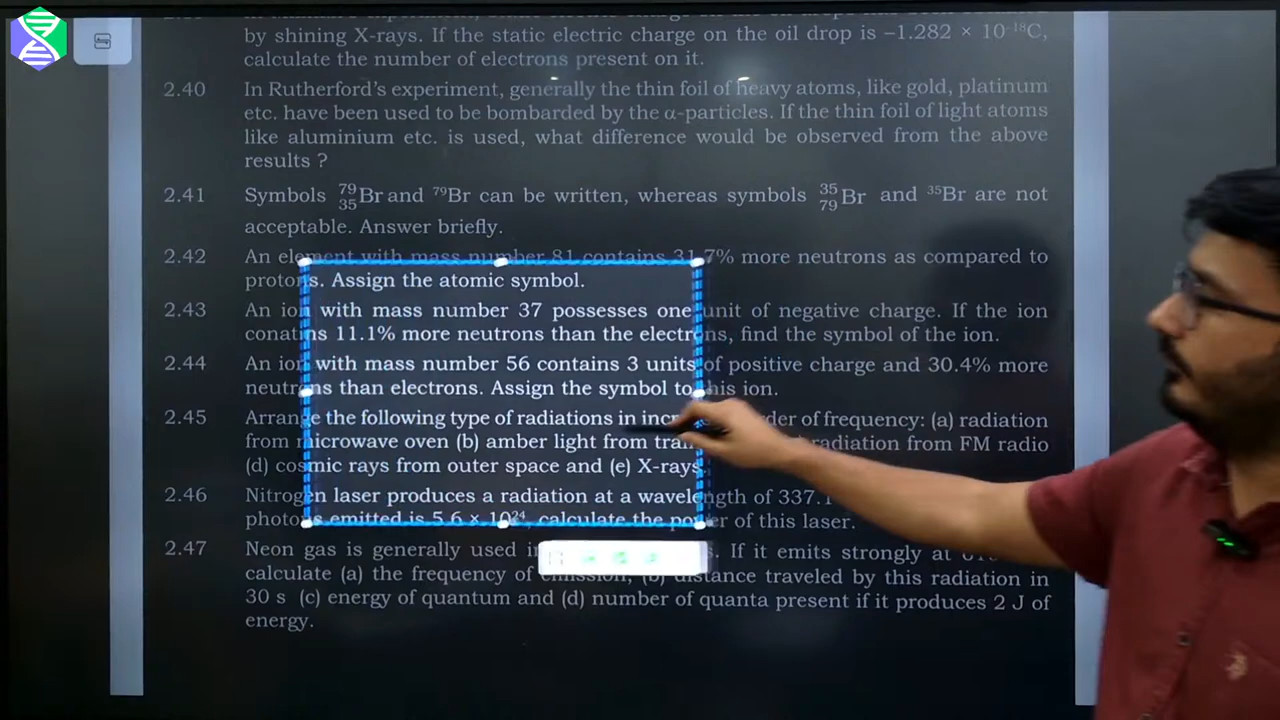 by shining X-rays. If the static electric charge on the oil drop is –1.282 × 10⁻¹⁸C,
calculate the number of electrons present on it.
2.40 In Rutherford's experiment, generally the thin foil of heavy atoms, like gold, platinum
etc. have been used to be bombarded by the α-particles. If the thin foil of light atoms
like aluminium etc. is used, what difference would be observed from the above
results ?
2.41 Symbols ⁷⁹₃₅Br and ⁷⁹Br can be written, whereas symbols ³⁵₇₉Br and ³⁵Br are not
acceptable. Answer briefly.
2.42 An element with mass number 81 contains 31.7% more neutrons as compared to
protons. Assign the atomic symbol.
2.43 An ion with mass number 37 possesses one unit of negative charge. If the ion
conatins 11.1% more neutrons than the electrons, find the symbol of the ion.
2.44 An ion with mass number 56 contains 3 units of positive charge and 30.4% more
neutrons than electrons. Assign the symbol to this ion.
2.45 Arrange the following type of radiations in order of frequency: (a) radiation
from microwave oven (b) amber light from radiation from FM radio
(d) cosmic rays from outer space and (e) X-rays.
2.46 Nitrogen laser produces a radiation at a wavelength of 337.1
photons emitted is 5.6 × 10²⁴, calculate the power of this laser.
2.47 Neon gas is generally used If it emits strongly at
calculate (a) the frequency of emission, (b) distance traveled by this radiation in
30 s (c) energy of quantum and (d) number of quanta present if it produces 2 J of
energy.